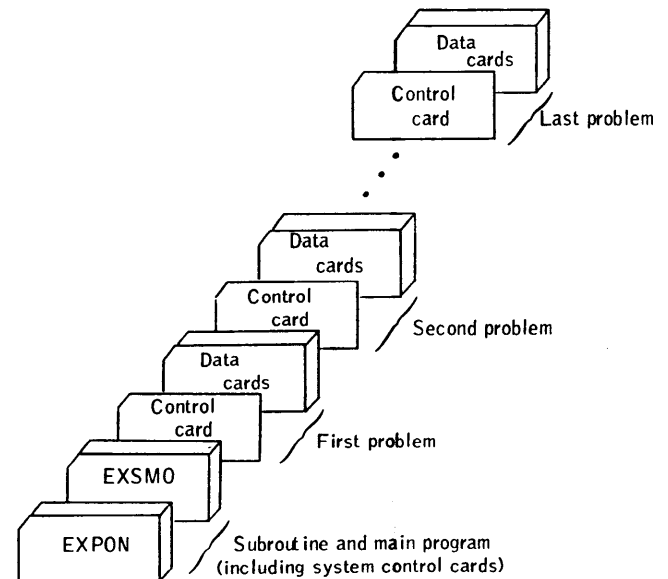 Data
cards
Control
card
Last problem
Data
cards
Control
card
Second problem
Data
cards
Control
card
First problem
EXSMO
EXPON
Subroutine and main program
(including system control cards)